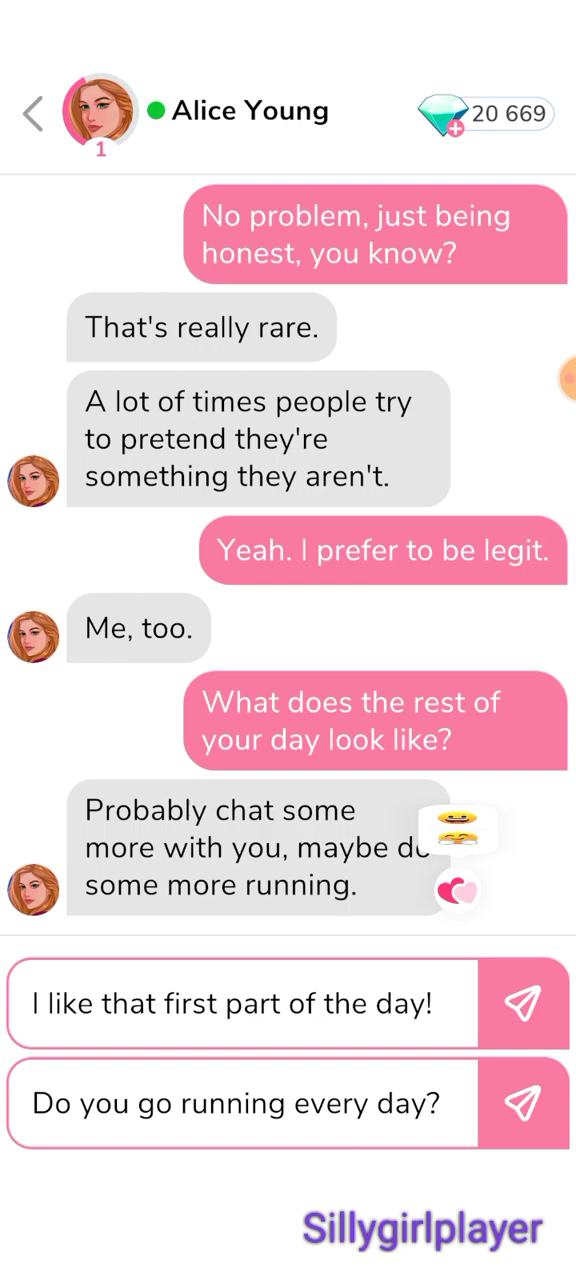 Alice Young
20 669
1
No problem, just being
honest, you know?
That's really rare.
A lot of times people try
to pretend they're
something they aren't.
Yeah. I prefer to be legit.
Me, too.
What does the rest of
your day look like?
Probably chat some
more with you, maybe do
some more running.
I like that first part of the day!
Do you go running every day?
Sillygirlplayer